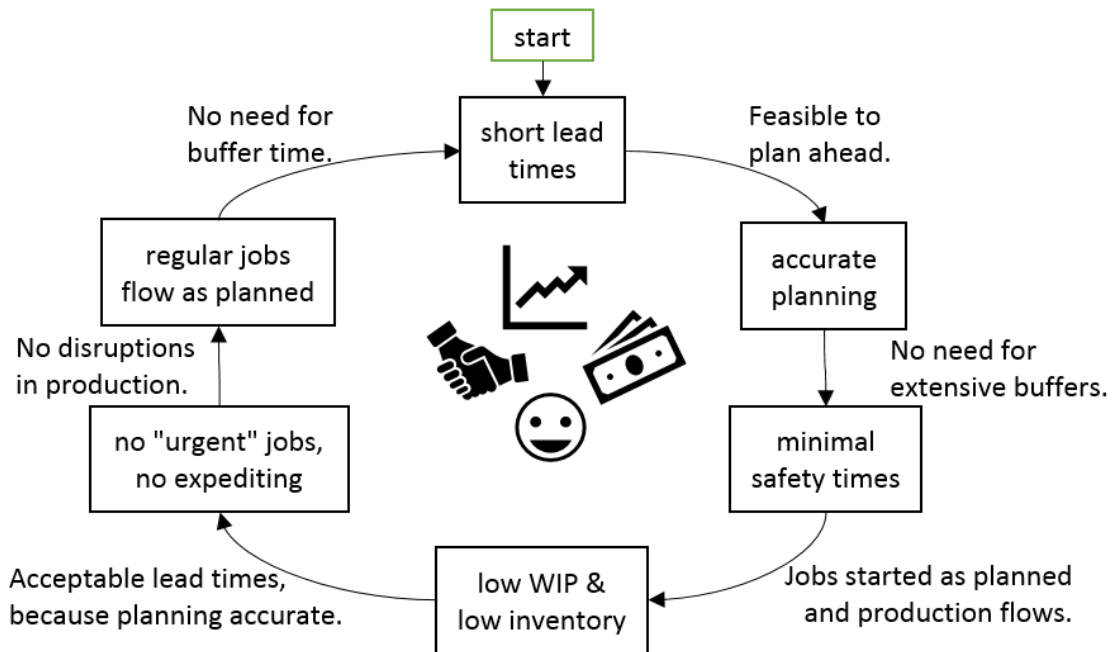 start
short lead
times
Feasible to
plan ahead.
accurate
planning
No need for
extensive buffers.
minimal
safety times
Jobs started as planned
and production flows.
low WIP &
low inventory
Acceptable lead times,
because planning accurate.
no "urgent" jobs,
no expediting
No disruptions
in production.
regular jobs
flow as planned
No need for
buffer time.